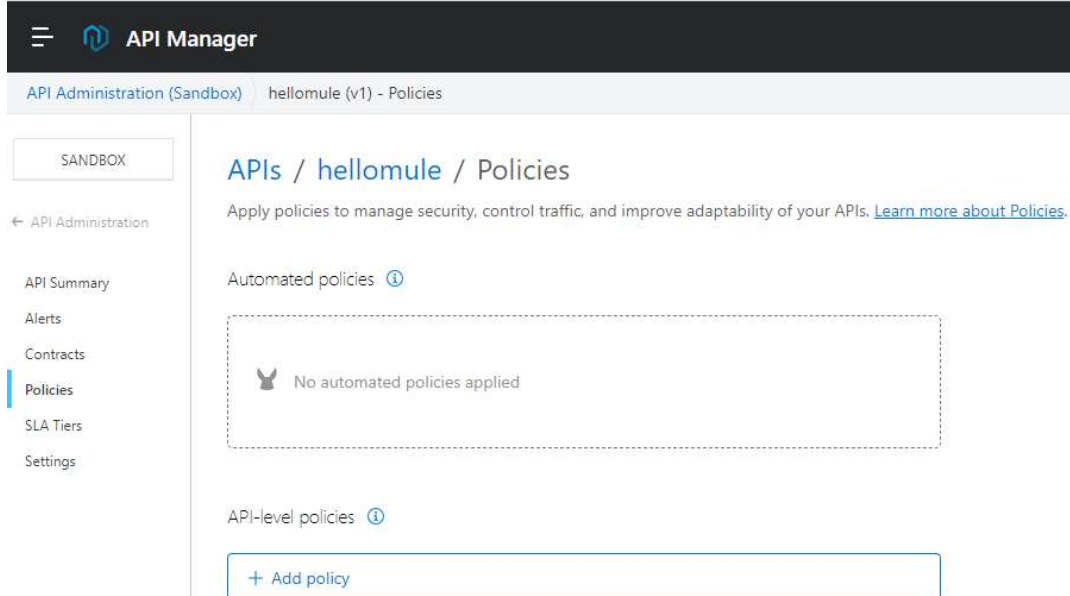 API Manager
API Administration (Sandbox) hellomule (v1) - Policies
SANDBOX
← API Administration
API Summary
Alerts
Contracts
Policies
SLA Tiers
Settings
APIs / hellomule / Policies
Apply policies to manage security, control traffic, and improve adaptability of your APIs. Learn more about Policies.
Automated policies
No automated policies applied
API-level policies
+ Add policy